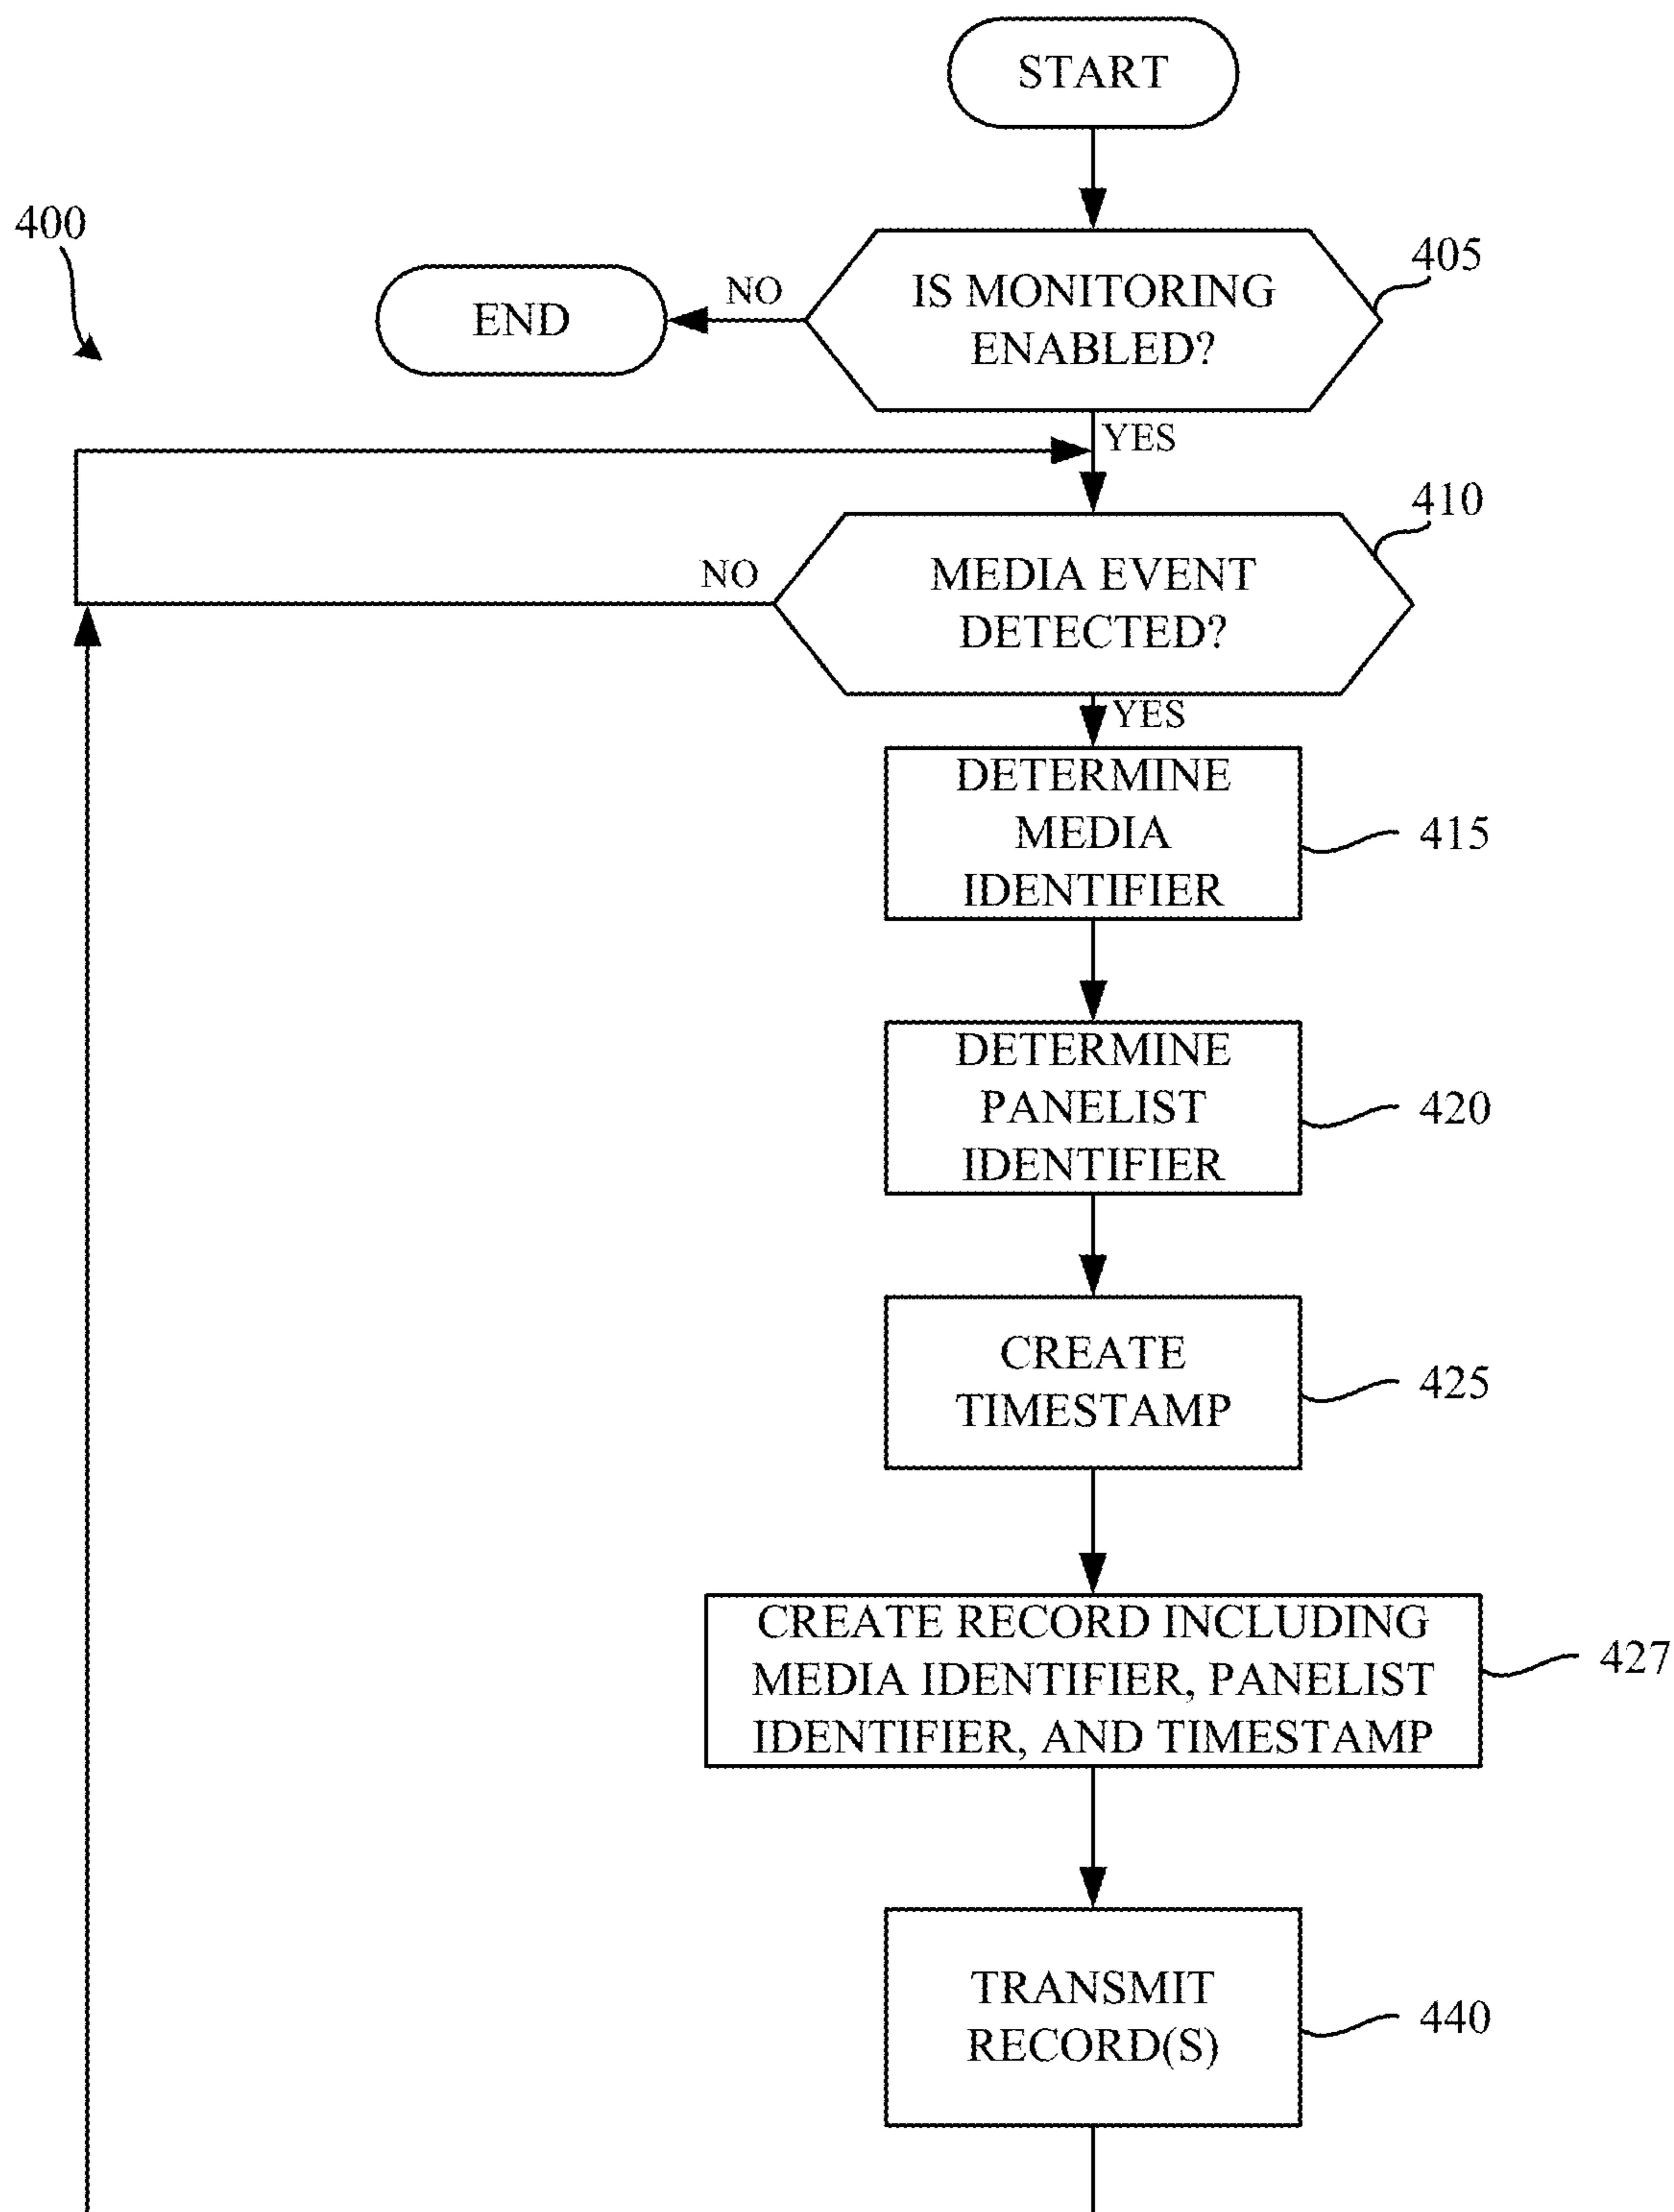 START
400
405
IS MONITORING
ENABLED?
NO
END
YES
410
MEDIA EVENT
DETECTED?
NO
YES
DETERMINE
MEDIA
IDENTIFIER
415
DETERMINE
PANELIST
IDENTIFIER
420
CREATE
TIMESTAMP
425
CREATE RECORD INCLUDING
MEDIA IDENTIFIER, PANELIST
IDENTIFIER, AND TIMESTAMP
427
TRANSMIT
RECORD(S)
440